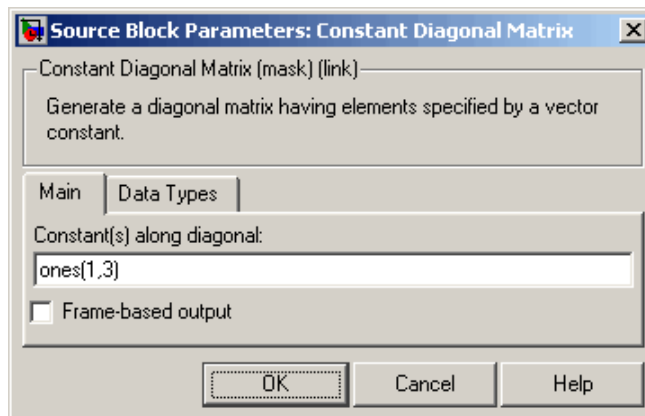 Source Block Parameters: Constant Diagonal Matrix
Constant Diagonal Matrix (mask) (link)
Generate a diagonal matrix having elements specified by a vector
constant.
Main Data Types
Constant(s) along diagonal:
ones(1,3)
Frame-based output
OK Cancel Help